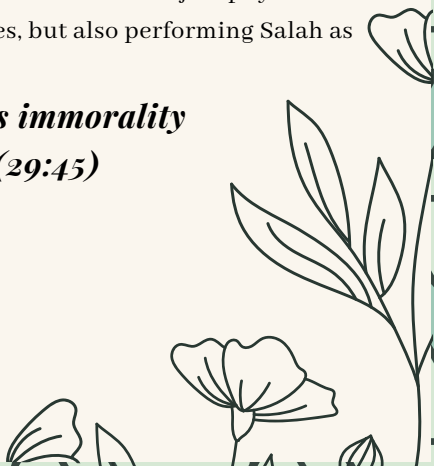 es, but also performing Salah as
s immorality
(29:45)